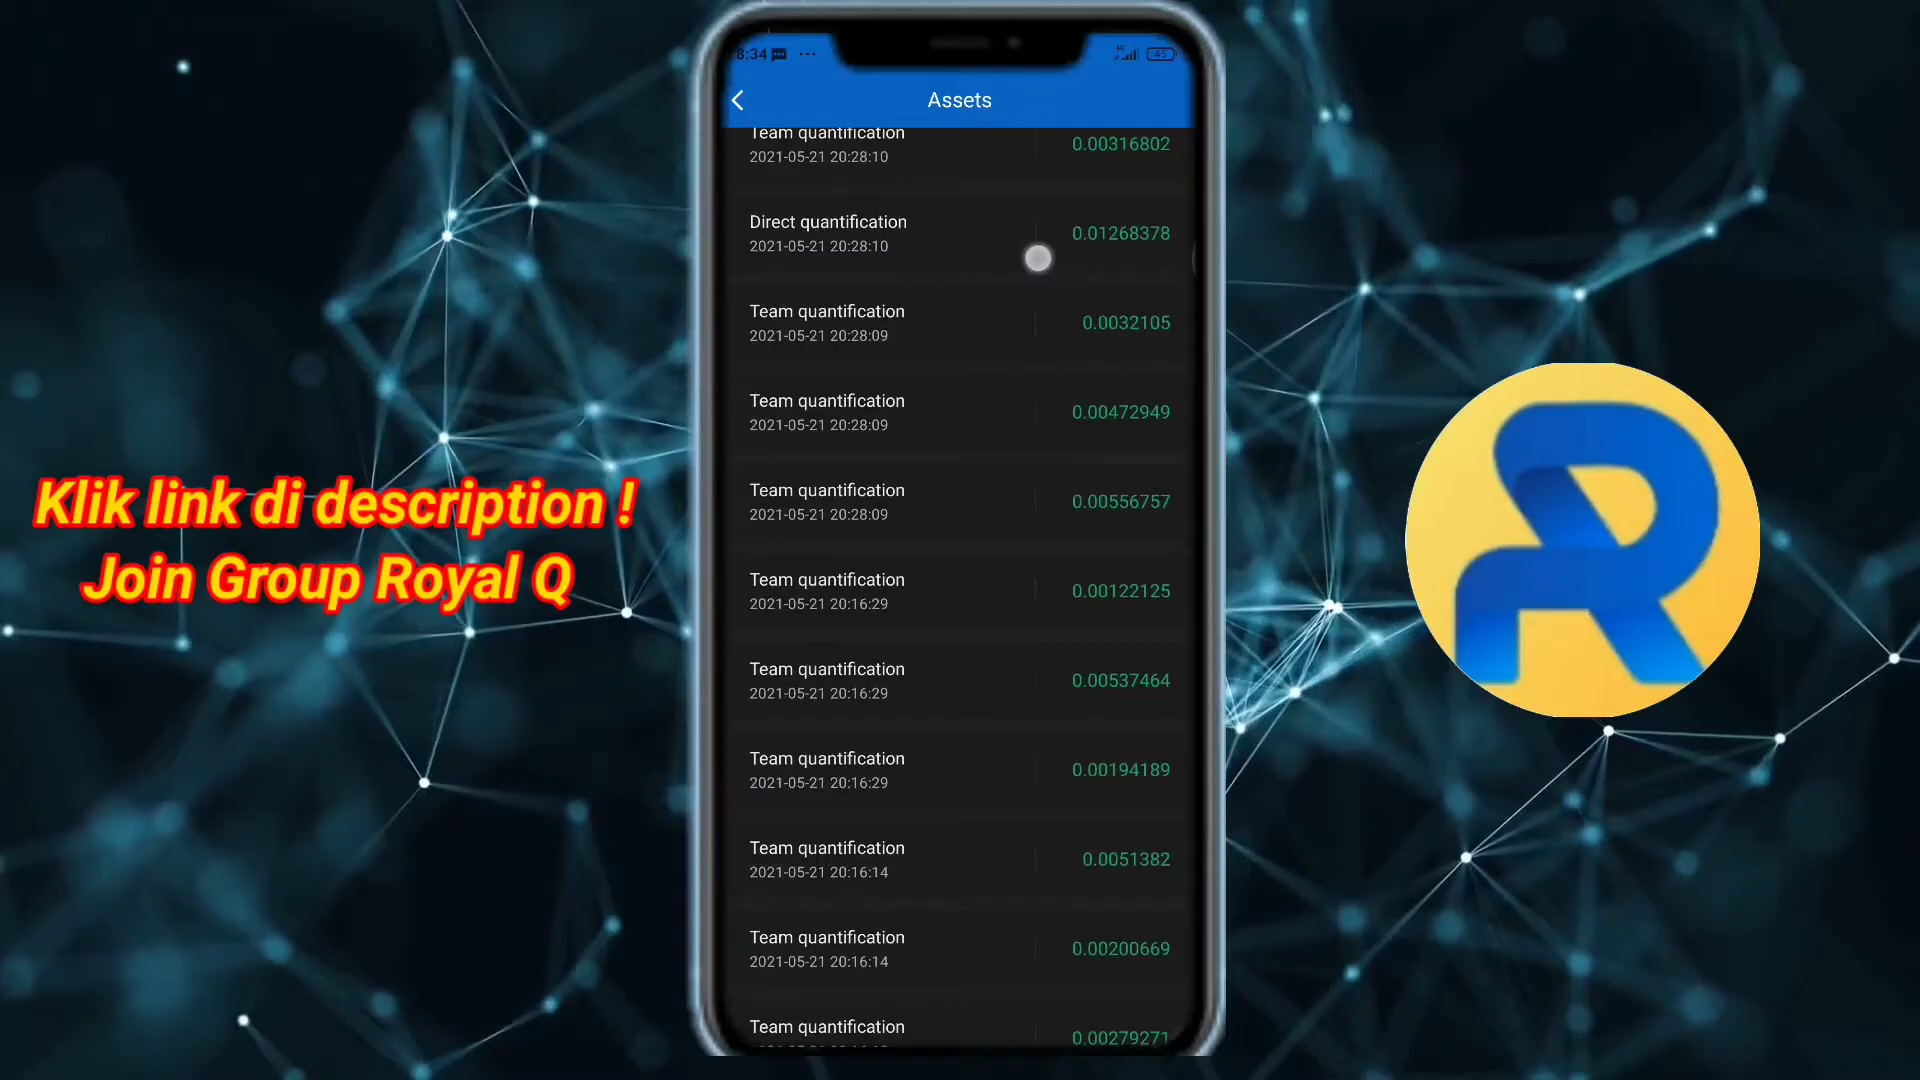 8:34
45
Assets
Team quantification
2021-05-21 20:28:10
0.00316802
Direct quantification
2021-05-21 20:28:10
0.01268378
Team quantification
2021-05-21 20:28:09
0.0032105
Team quantification
2021-05-21 20:28:09
0.00472949
Team quantification
2021-05-21 20:28:09
0.00556757
Team quantification
2021-05-21 20:16:29
0.00122125
Team quantification
2021-05-21 20:16:29
0.00537464
Team quantification
2021-05-21 20:16:29
0.00194189
Team quantification
2021-05-21 20:16:14
0.0051382
Team quantification
2021-05-21 20:16:14
0.00200669
Team quantification
0.00279271
Klik link di description !
Join Group Royal Q